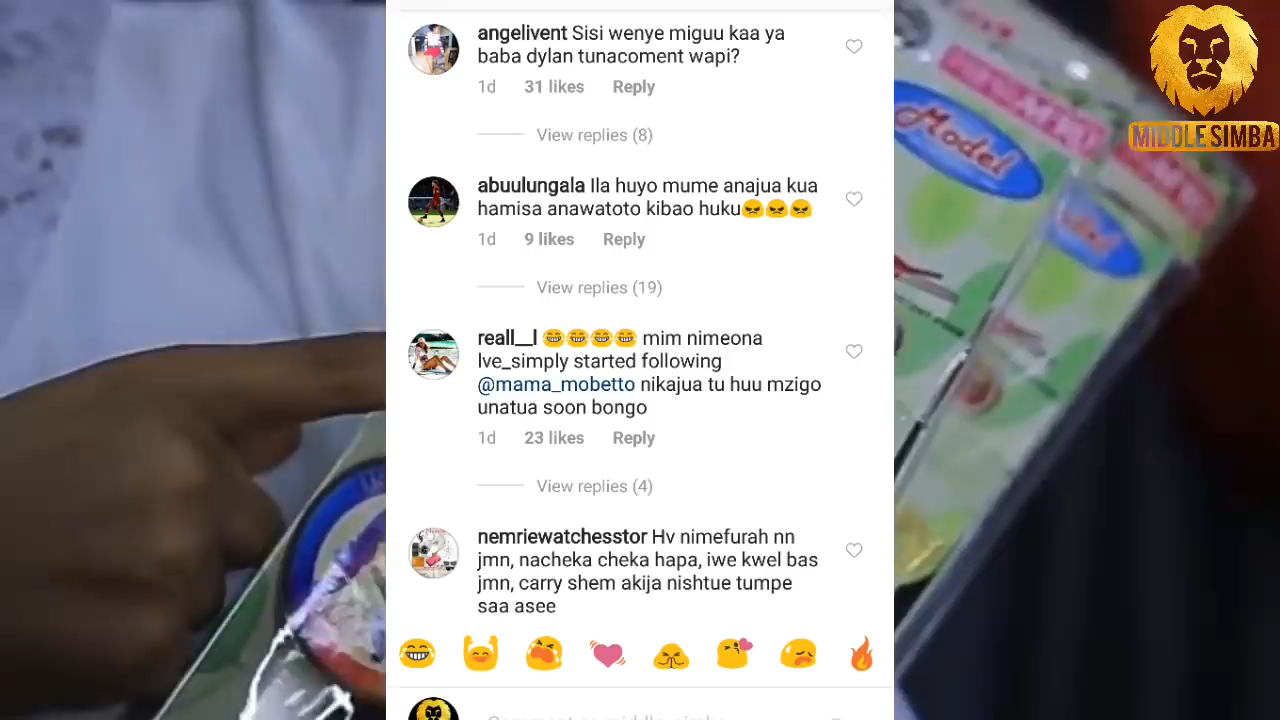 angelivent Sisi wenye miguu kaa ya
baba dylan tunacoment wapi?
1d 31 likes Reply
View replies (8)
abuulungala Ila huyo mume anajua kua
hamisa anawatoto kibao huku😠😠😠
1d 9 likes Reply
View replies (19)
reall__l 😂😂😂😂 mim nimeona
lve_simply started following
@mama_mobetto nikajua tu huu mzigo
unatua soon bongo
1d 23 likes Reply
View replies (4)
nemriewatchesstor Hv nimefurah nn
jmn, nacheka cheka hapa, iwe kwel bas
jmn, carry shem akija nishtue tumpe
saa asee
MIDDLE SIMBA
Model